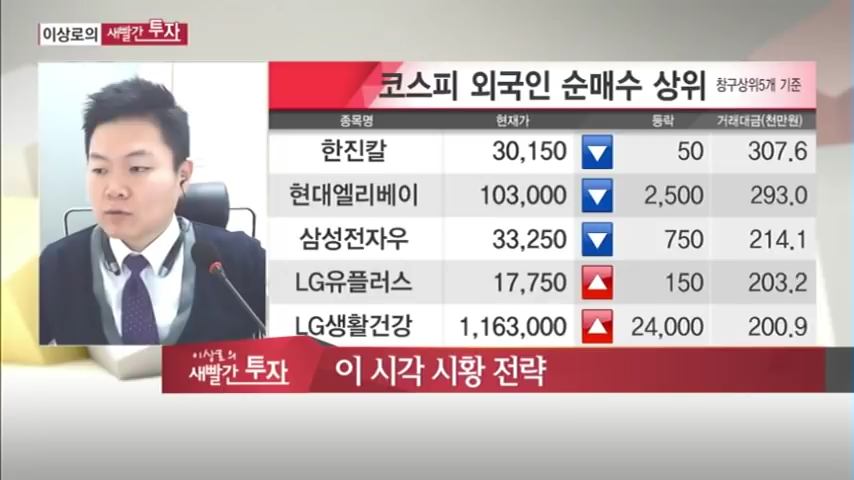 이상로의 새빨간 투자
코스피 외국인 순매수 상위 창구상위5개 기준
종목명 현재가 등락 거래대금(천만원)
한진칼 30,150 ▼ 50 307.6
현대엘리베이 103,000 ▼ 2,500 293.0
삼성전자우 33,250 ▼ 750 214.1
LG유플러스 17,750 ▲ 150 203.2
LG생활건강 1,163,000 ▲ 24,000 200.9
이상로의
새빨간 투자 이 시각 시황 전략